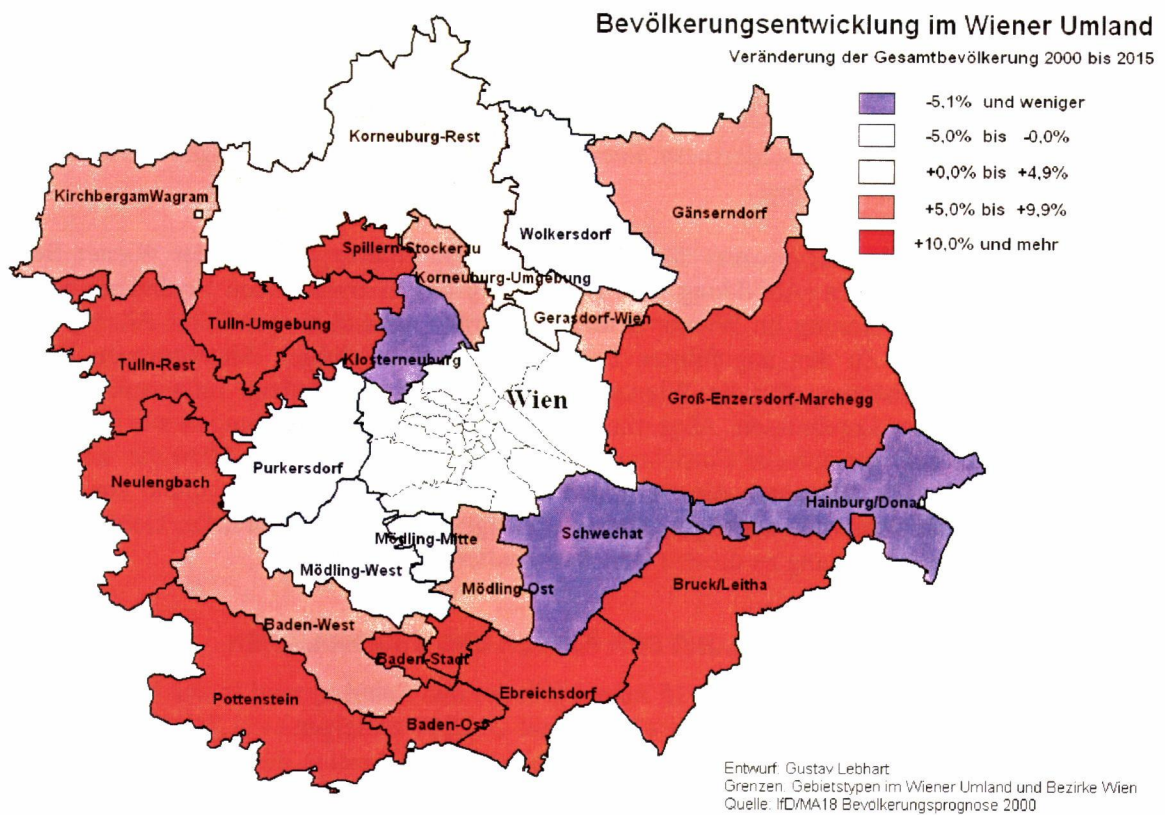 Bevölkerungsentwicklung im Wiener Umland
Veränderung der Gesamtbevölkerung 2000 bis 2015
-5,1% und weniger
-5,0% bis -0,0%
+0,0% bis +4,9%
+5,0% bis +9,9%
+10,0% und mehr
Korneuburg-Rest
KirchbergamWagram
Gänserndorf
Wolkersdorf
Spillern-Stockerau
Korneuburg-Umgebung
Tulln-Umgebung
Gerasdorf-Wien
Klosterneuburg
Tulln-Rest
Wien
Groß-Enzersdorf-Marchegg
Purkersdorf
Neulengbach
Hainburg/Donau
Schwechat
Mödling-Mitte
Mödling-West
Mödling-Ost
Bruck/Leitha
Baden-West
Baden-Stadt
Pottenstein
Ebreichsdorf
Baden-Ost
Entwurf: Gustav Lebhart
Grenzen: Gebietstypen im Wiener Umland und Bezirke Wien
Quelle: IfD/MA18 Bevölkerungsprognose 2000